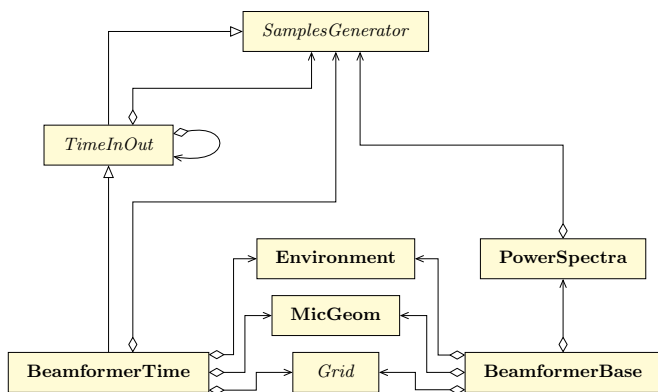 SamplesGenerator
TimeInOut
Environment
PowerSpectra
MicGeom
BeamformerTime
Grid
BeamformerBase